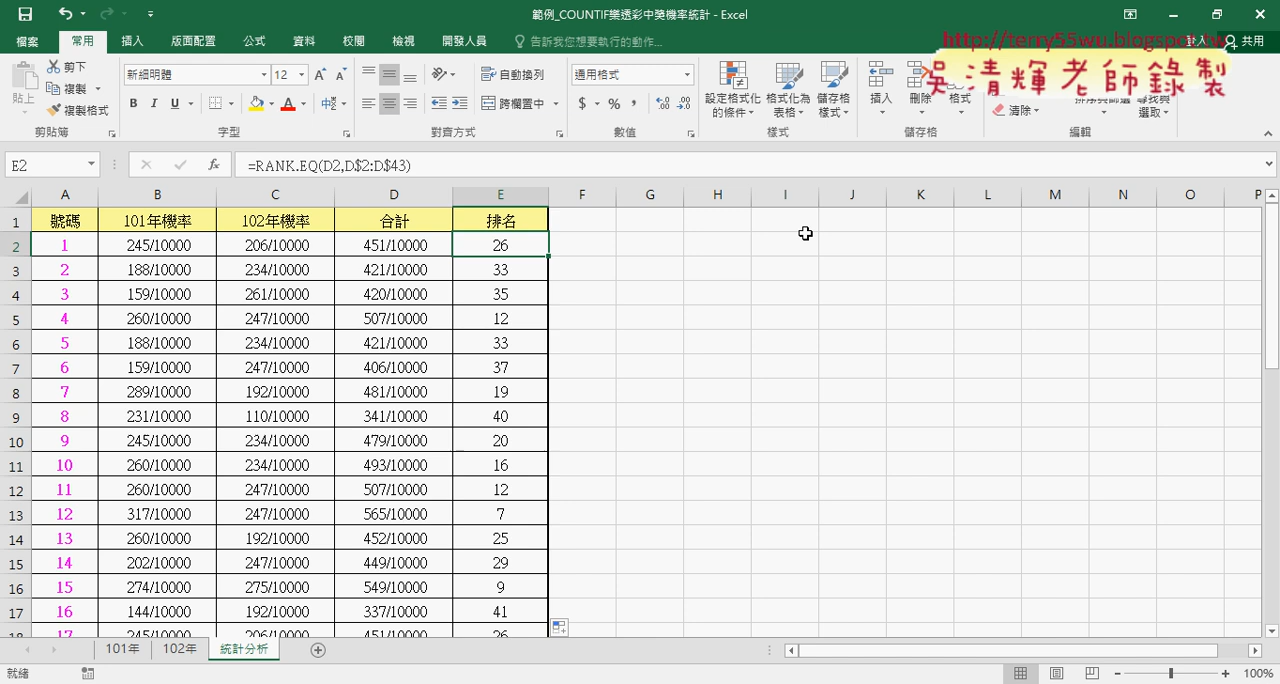 範例_COUNTIF樂透彩中獎機率統計 - Excel
檔案 常用 插入 版面配置 公式 資料 校閱 檢視 開發人員 告訴我您想要執行的動作... 登入 共用
http://terry55wu.blogspot.tw
吳清輝老師錄製
貼上 剪下 複製 複製格式 剪貼簿
新細明體 12 B I U A 中 字型
自動換列 跨欄置中 對齊方式
通用格式 $ % , 數值
設定格式化的條件 格式化為表格 儲存格樣式 樣式
插入 刪除 格式 儲存格
清除 選取 編輯
E2 fx =RANK.EQ(D2,D$2:D$43)
A B C D E F G H I J K L M N O P
1 號碼 101年機率 102年機率 合計 排名
2 1 245/10000 206/10000 451/10000 26
3 2 188/10000 234/10000 421/10000 33
4 3 159/10000 261/10000 420/10000 35
5 4 260/10000 247/10000 507/10000 12
6 5 188/10000 234/10000 421/10000 33
7 6 159/10000 247/10000 406/10000 37
8 7 289/10000 192/10000 481/10000 19
9 8 231/10000 110/10000 341/10000 40
10 9 245/10000 234/10000 479/10000 20
11 10 260/10000 234/10000 493/10000 16
12 11 260/10000 247/10000 507/10000 12
13 12 317/10000 247/10000 565/10000 7
14 13 260/10000 192/10000 452/10000 25
15 14 202/10000 247/10000 449/10000 29
16 15 274/10000 275/10000 549/10000 9
17 16 144/10000 192/10000 337/10000 41
18 17 245/10000 206/10000 451/10000 26
101年 102年 統計分析
就緒 100%